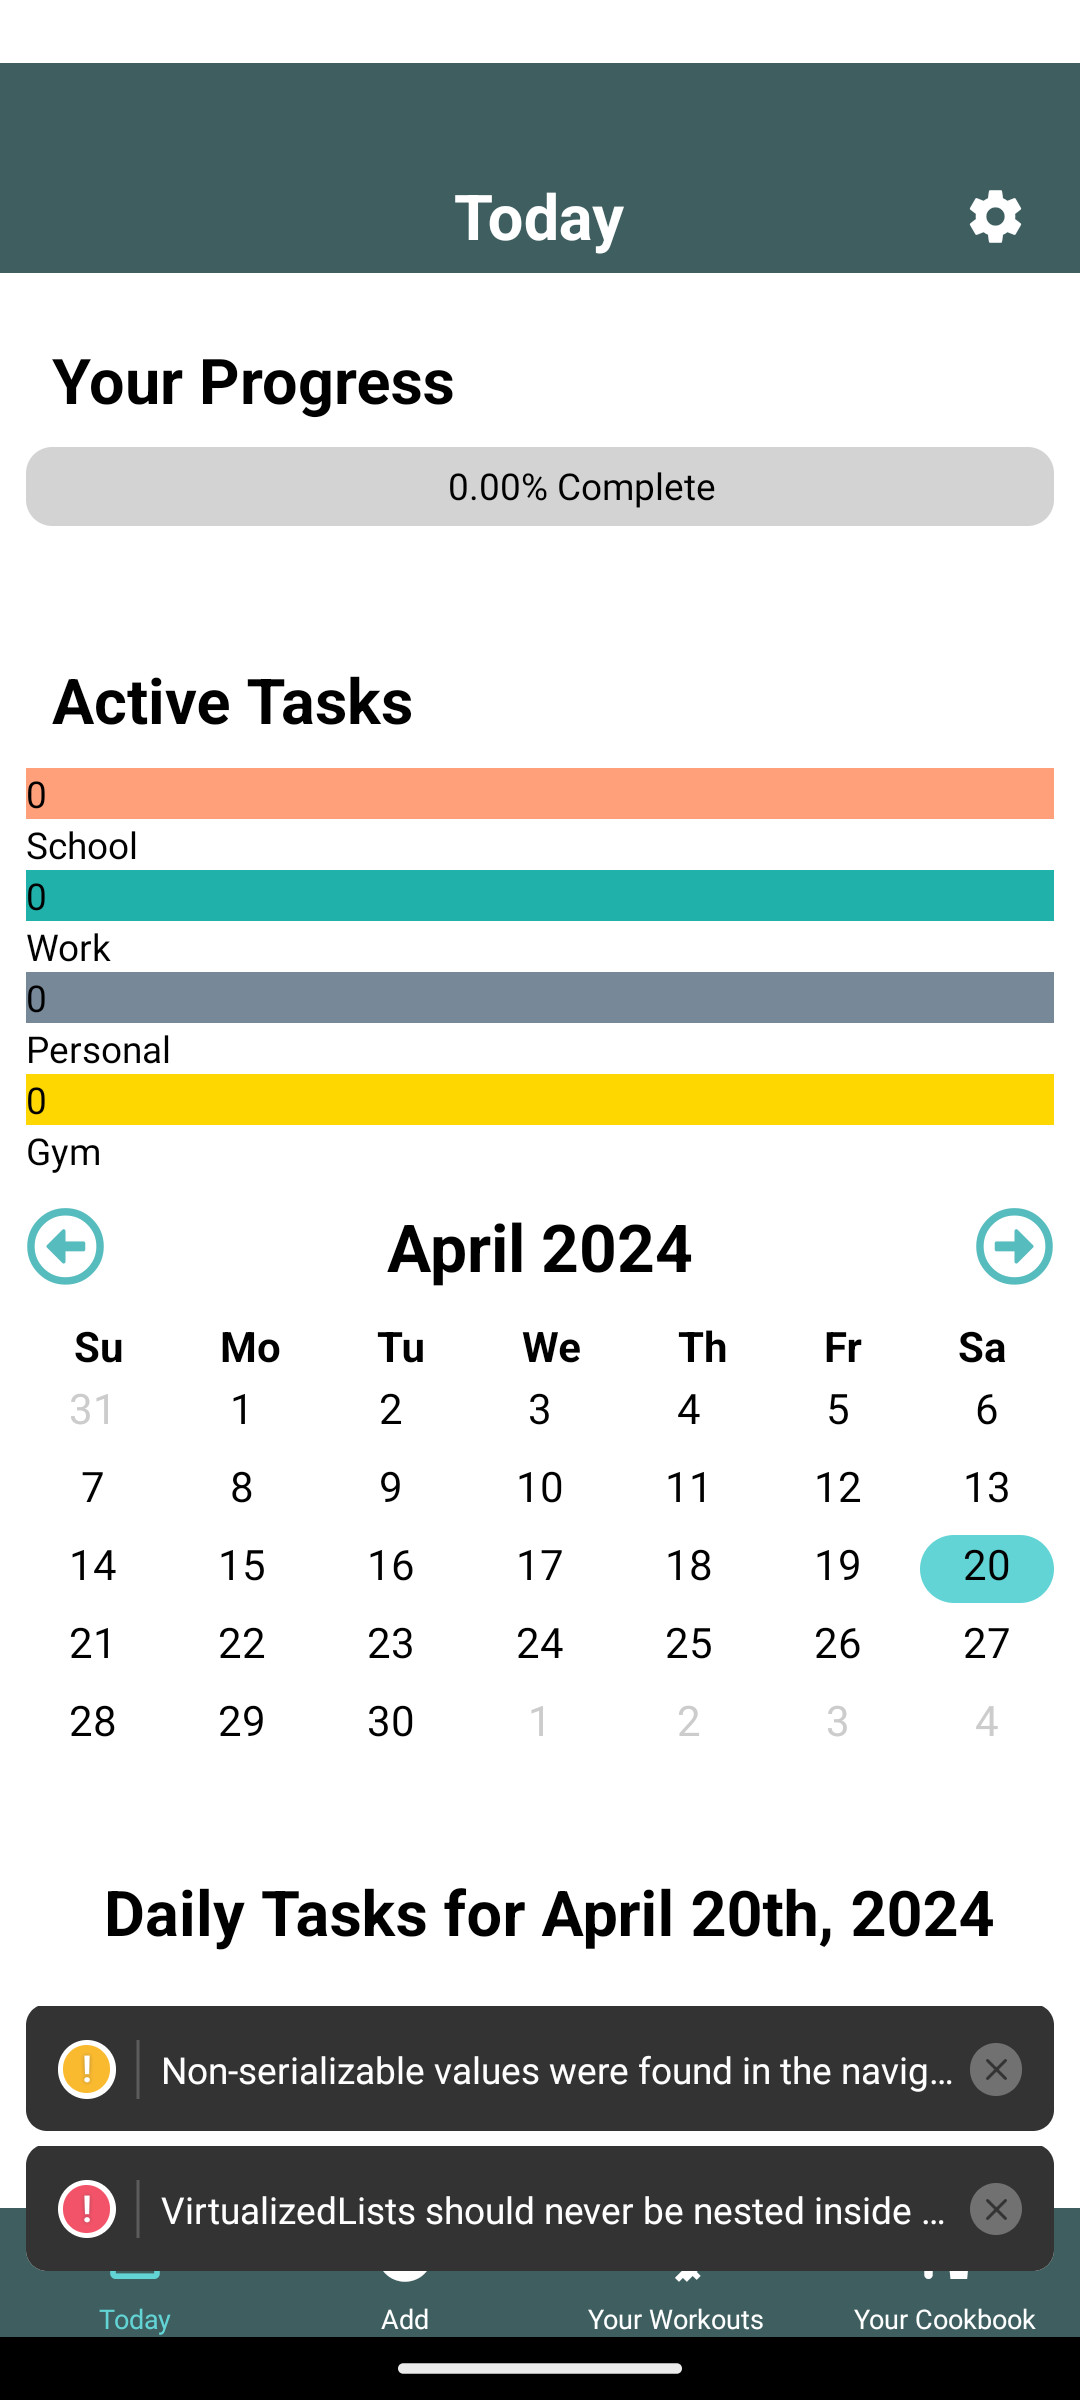 Today
Your Progress
0.00% Complete
Active Tasks
0
School
0
Work
0
Personal
0
Gym
April 2024
Su Mo Tu We Th Fr Sa
31 1 2 3 4 5 6
7 8 9 10 11 12 13
14 15 16 17 18 19 20
21 22 23 24 25 26 27
28 29 30 1 2 3 4
Daily Tasks for April 20th, 2024
! Non-serializable values were found in the navig...
! VirtualizedLists should never be nested inside ...
Today Add Your Workouts Your Cookbook